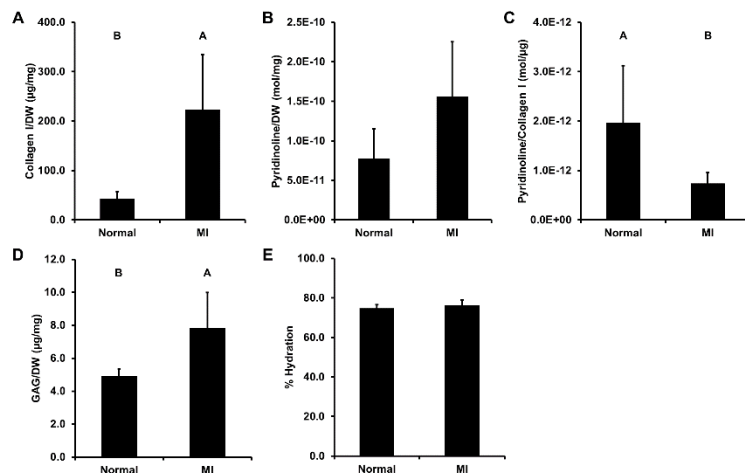 A
Collagen I/DW (µg/mg)
400.0
300.0
200.0
100.0
0.0
B
A
Normal
MI
B
Pyridinoline/DW (mol/mg)
2.5E-10
2.0E-10
1.5E-10
1.0E-10
5.0E-11
0.0E+00
Normal
MI
C
Pyridinoline/Collagen I (mol/µg)
4.0E-12
3.0E-12
2.0E-12
1.0E-12
0.0E+00
A
B
Normal
MI
D
GAG/DW (µg/mg)
12.0
10.0
8.0
6.0
4.0
2.0
0.0
B
A
Normal
MI
E
% Hydration
100.0
80.0
60.0
40.0
20.0
0.0
Normal
MI